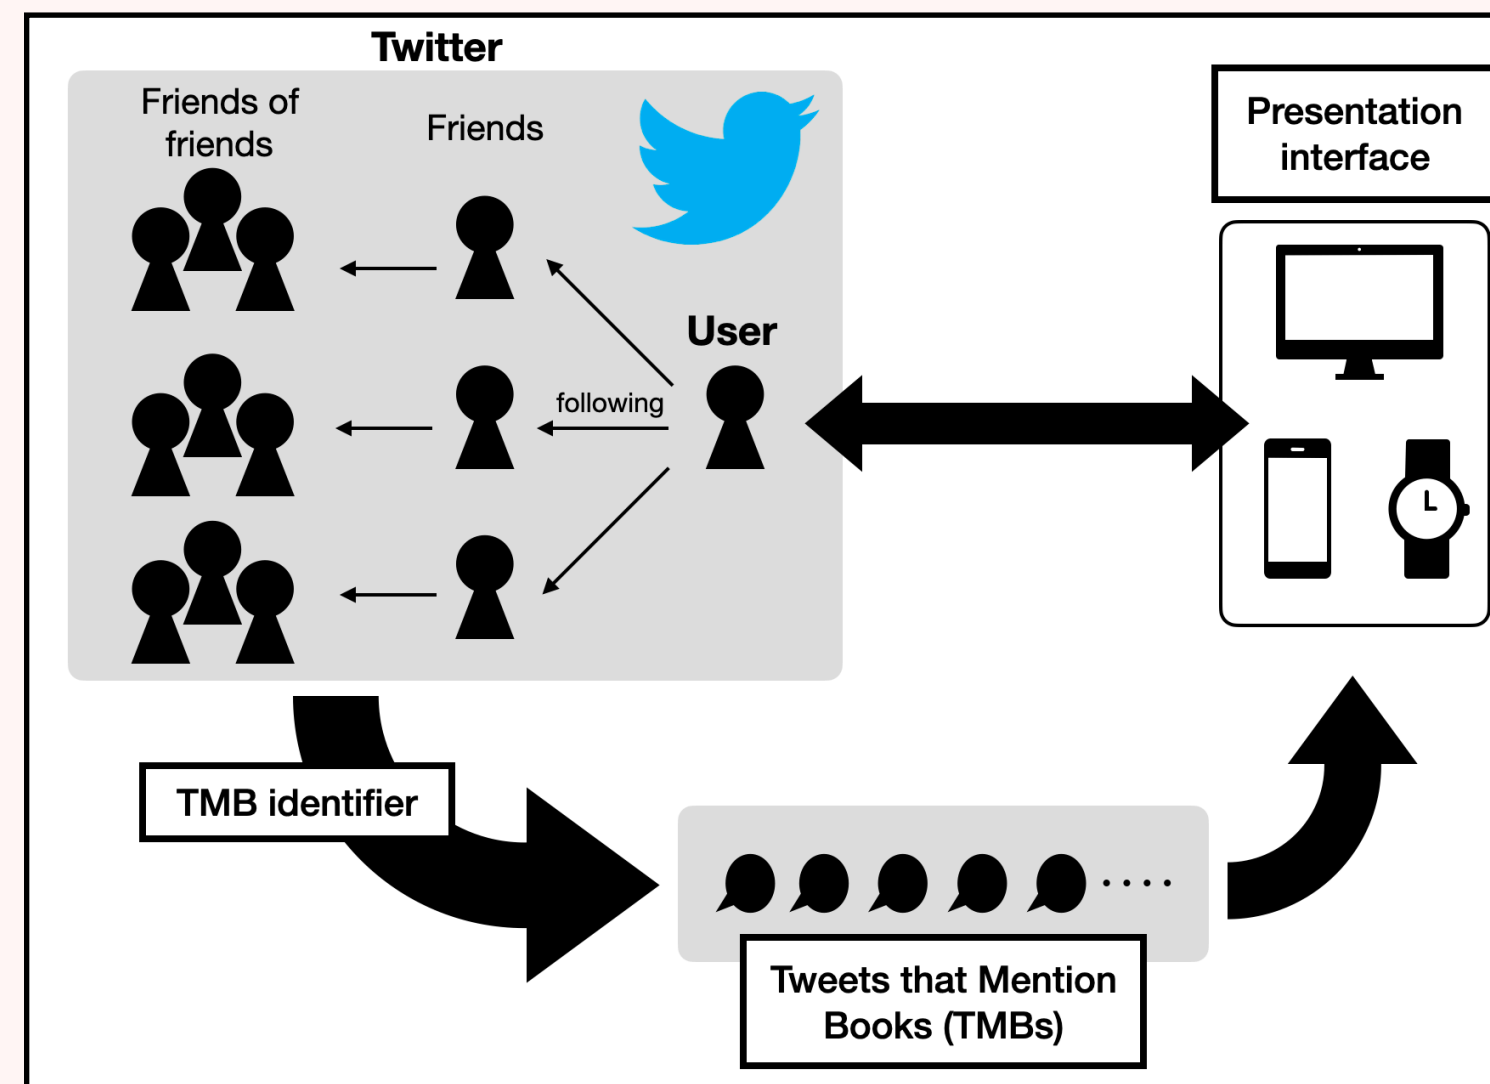 Twitter
Friends of
friends
Friends
User
following
Presentation
interface
TMB identifier
Tweets that Mention
Books (TMBs)